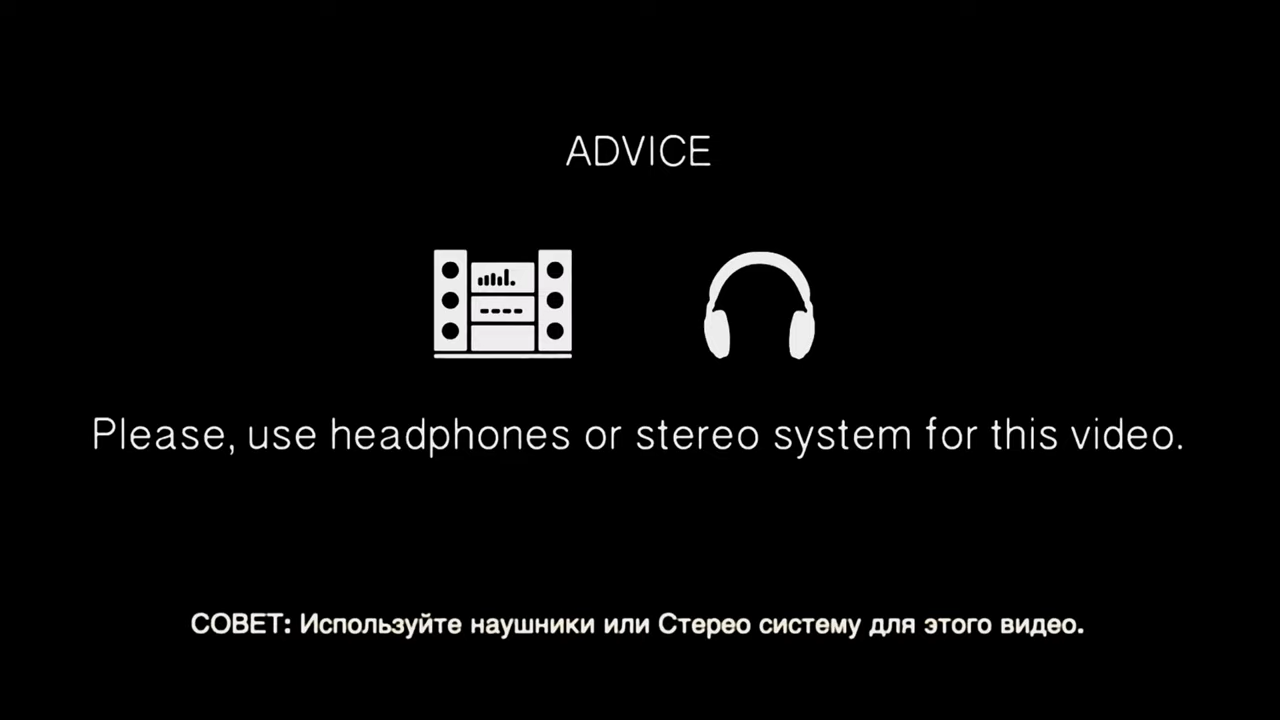 ADVICE
Please, use headphones or stereo system for this video.
СОВЕТ: Используйте наушники или Стерео систему для этого видео.